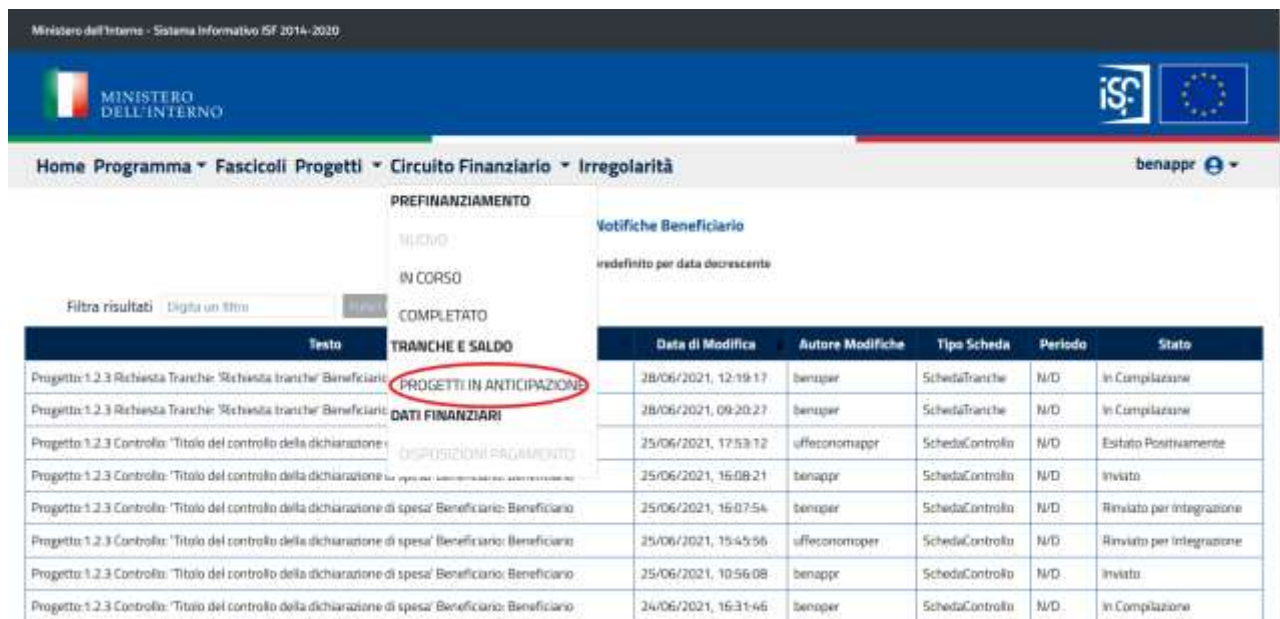 Ministero dell'Interno - Sistema Informativo ISF 2014-2020
MINISTERO
DELL'INTERNO
isf
Home Programma Fascicoli Progetti Circuito Finanziario Irregolarità benappr
PREFINANZIAMENTO
Notifiche Beneficiario
NUOVO
redefinito per data decrescente
IN CORSO
Filtra risultati Digita un filtro
COMPLETATO
Testo TRANCHE E SALDO Data di Modifica Autore Modifiche Tipo Scheda Periodo Stato
Progetto:1.2.3 Richiesta Tranche: 'Richiesta tranche' Beneficiario PROGETTI IN ANTICIPAZIONE 28/06/2021, 12:19:17 benoper SchedaTranche N/D In Compilazione
Progetto:1.2.3 Richiesta Tranche: 'Richiesta tranche' Beneficiario DATI FINANZIARI 28/06/2021, 09:20:27 benoper SchedaTranche N/D In Compilazione
Progetto:1.2.3 Controllo: 'Titolo del controllo della dichiarazione DISPOSIZIONI PAGAMENTO 25/06/2021, 17:53:12 uffeconomappr SchedaControllo N/D Esitato Positivamente
Progetto:1.2.3 Controllo: 'Titolo del controllo della dichiarazione di spesa' Beneficiario: Beneficiario 25/06/2021, 16:08:21 benappr SchedaControllo N/D Inviato
Progetto:1.2.3 Controllo: 'Titolo del controllo della dichiarazione di spesa' Beneficiario: Beneficiario 25/06/2021, 16:07:54 benoper SchedaControllo N/D Rinviato per Integrazione
Progetto:1.2.3 Controllo: 'Titolo del controllo della dichiarazione di spesa' Beneficiario: Beneficiario 25/06/2021, 15:45:56 uffeconomoper SchedaControllo N/D Rinviato per Integrazione
Progetto:1.2.3 Controllo: 'Titolo del controllo della dichiarazione di spesa' Beneficiario: Beneficiario 25/06/2021, 10:56:08 benappr SchedaControllo N/D Inviato
Progetto:1.2.3 Controllo: 'Titolo del controllo della dichiarazione di spesa' Beneficiario: Beneficiario 24/06/2021, 16:31:46 benoper SchedaControllo N/D In Compilazione